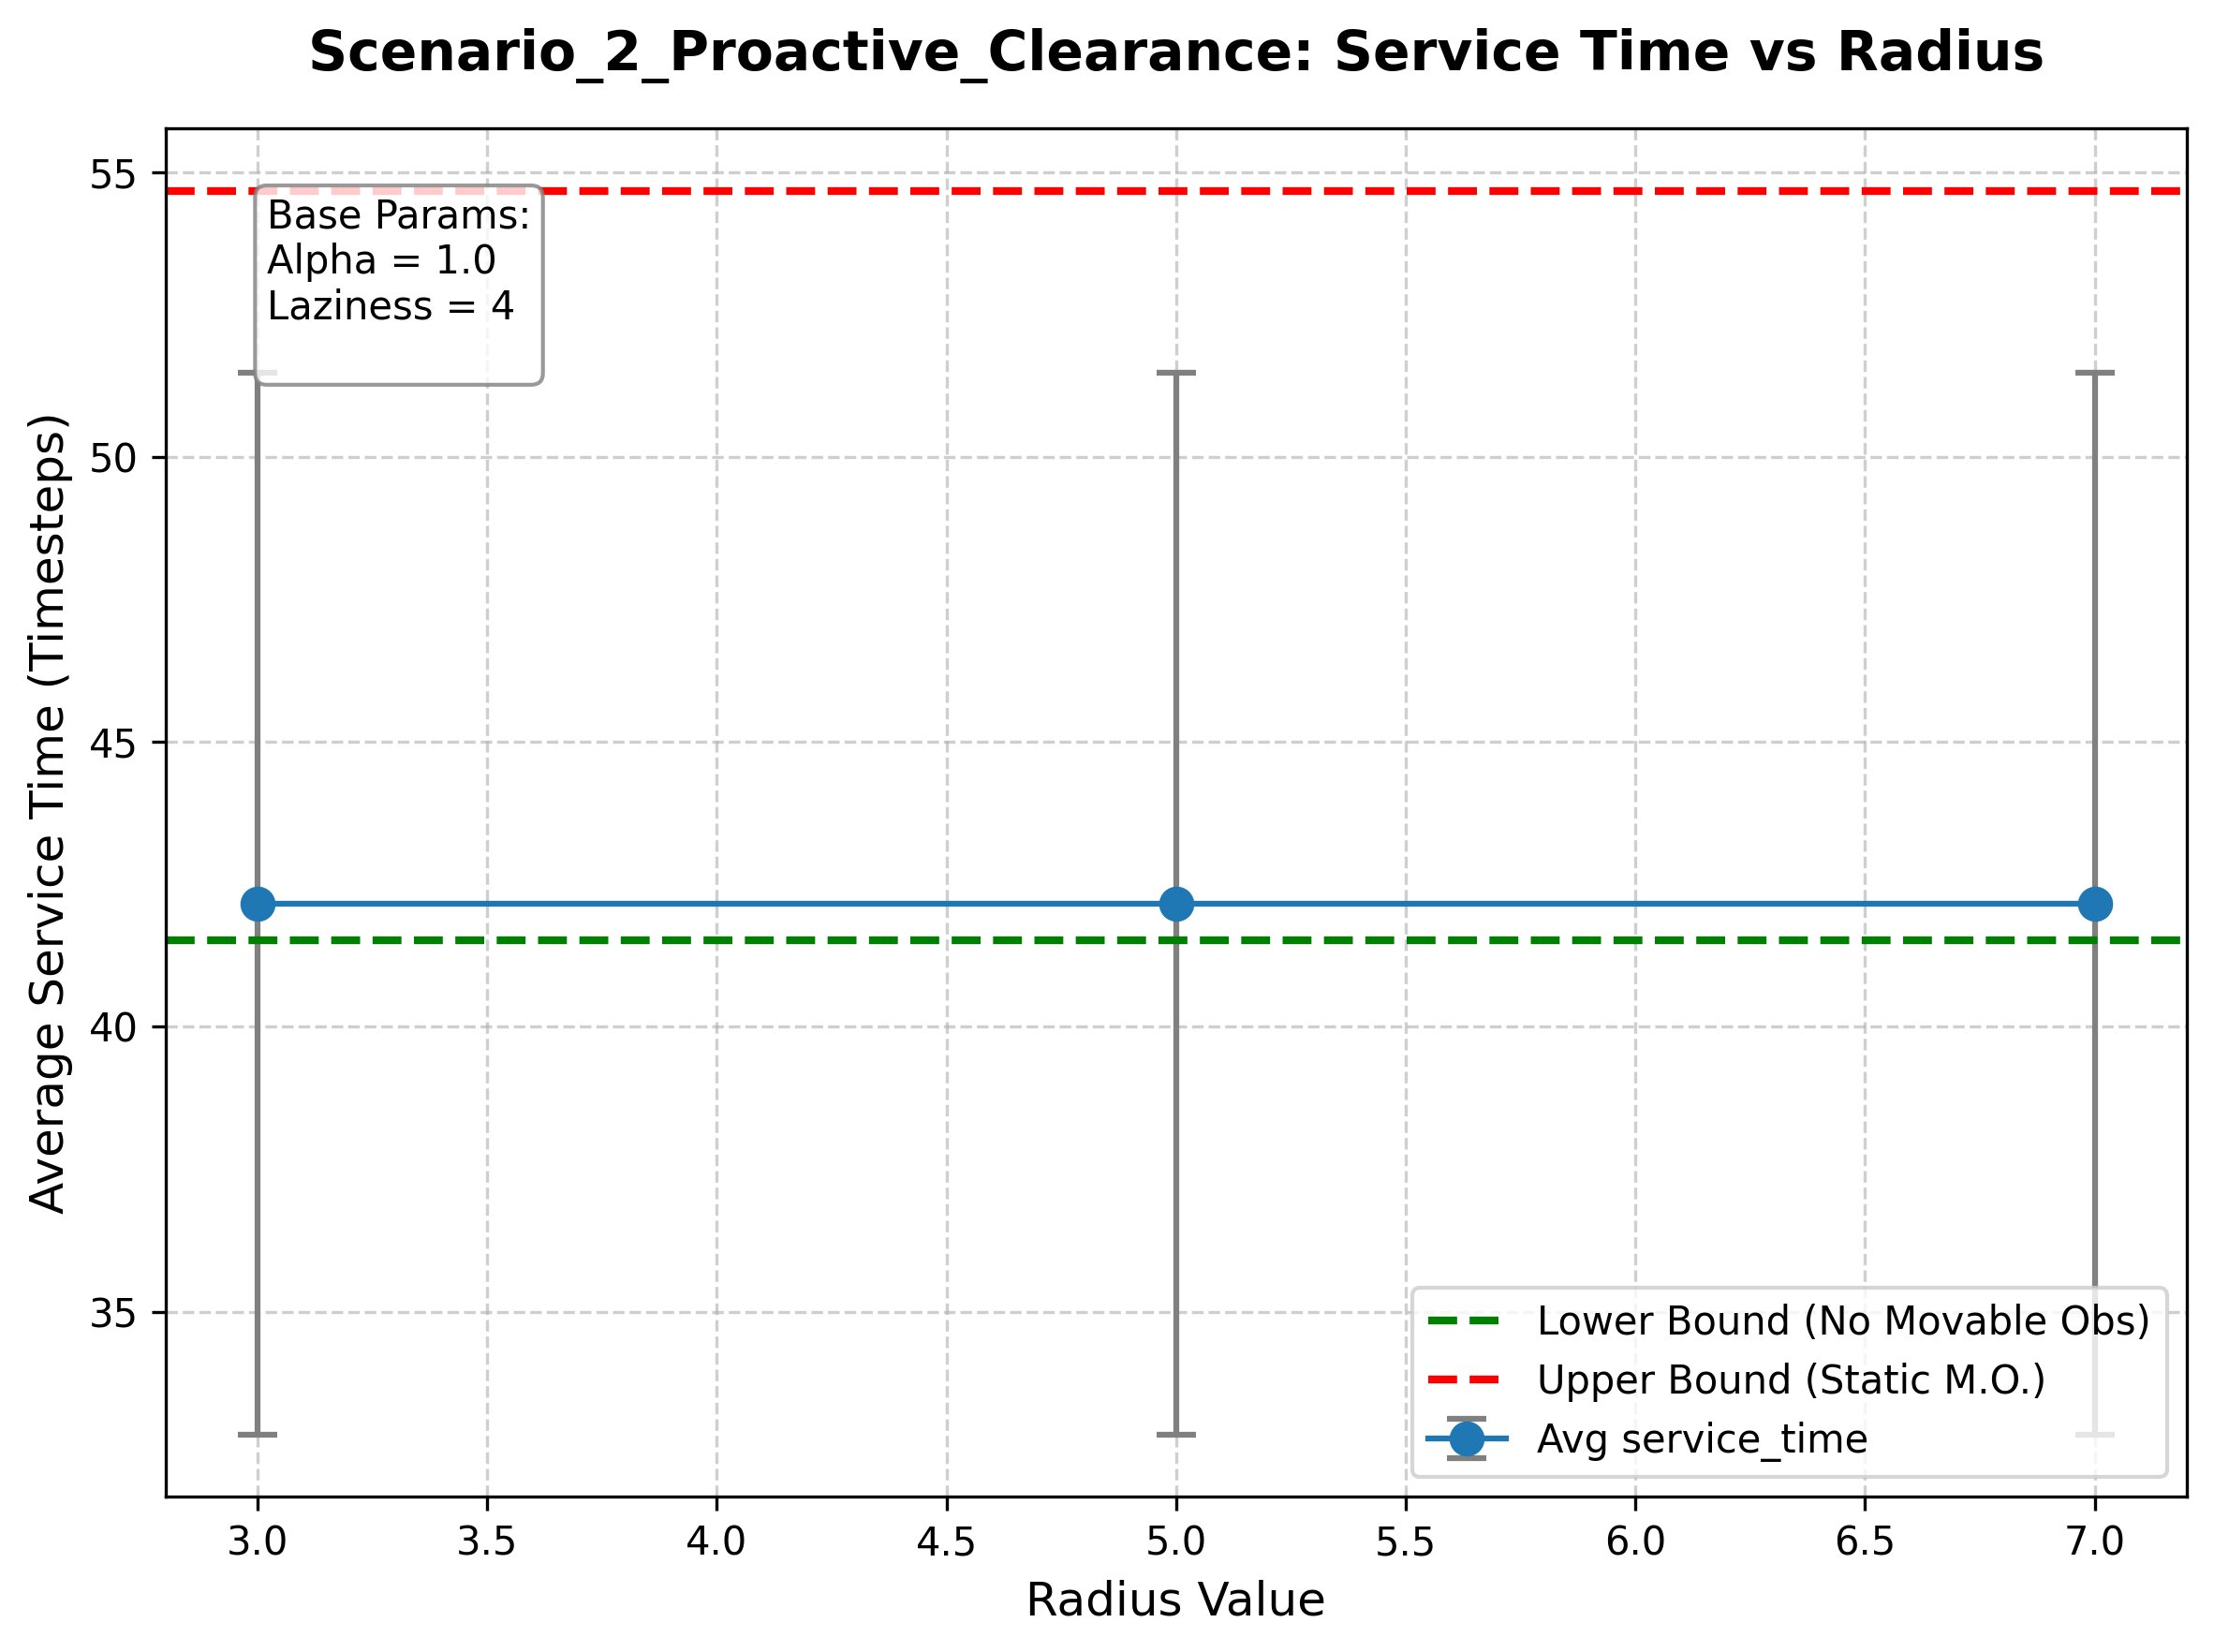 Scenario_2_Proactive_Clearance: Service Time vs Radius
55
50
45
40
35
Average Service Time (Timesteps)
Base Params:
Alpha = 1.0
Laziness = 4
Lower Bound (No Movable Obs)
Upper Bound (Static M.O.)
Avg service_time
3.0 3.5 4.0 4.5 5.0 5.5 6.0 6.5 7.0
Radius Value